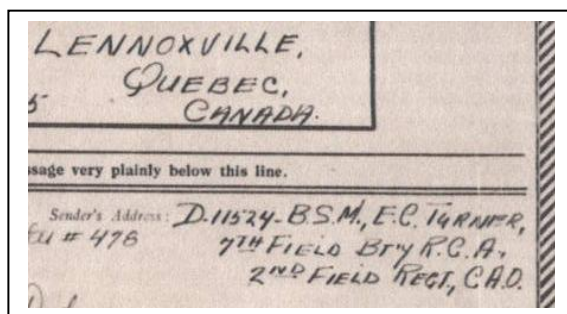 LENNOXVILLE,
QUEBEC,
5
CANADA.
sage very plainly below this line.
Sender's Address: D-11524-B.S.M., E.C. TURNER,
# 478
7TH FIELD BTY R.C.A.,
2ND FIELD REGT., C.A.O.